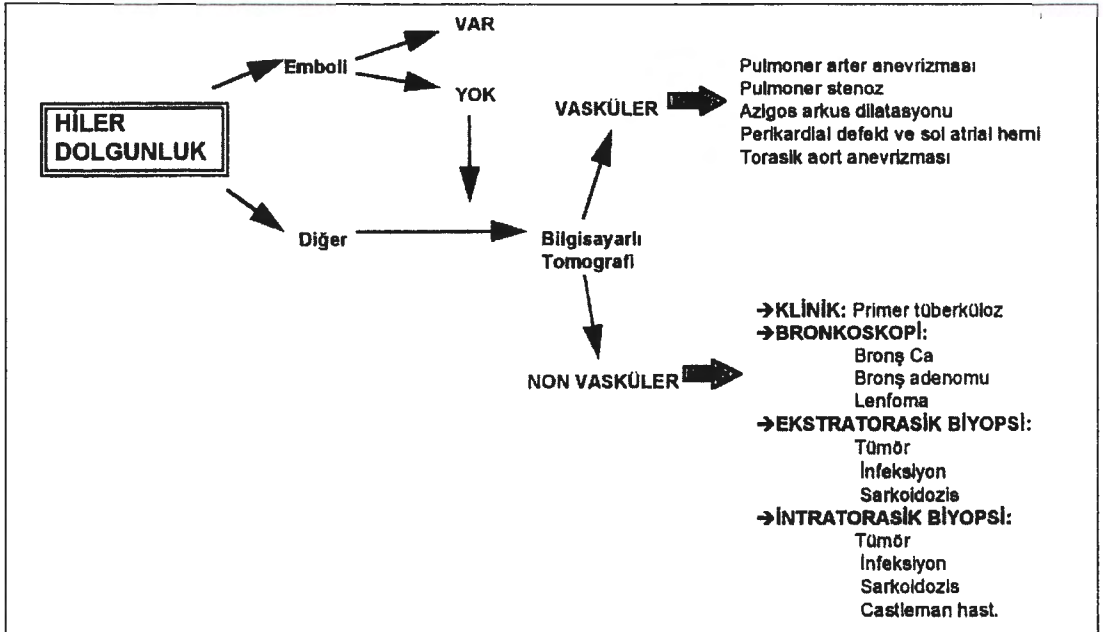 VAR
Emboli
YOK
HİLER
DOLGUNLUK
Diğer
Bilgisayarlı
Tomografi
VASKÜLER
Pulmoner arter anevrizması
Pulmoner stenoz
Azigos arkus dilatasyonu
Perikardial defekt ve sol atrial herni
Torasik aort anevrizması
NON VASKÜLER
→KLİNİK: Primer tüberküloz
→BRONKOSKOPİ:
Bronş Ca
Bronş adenomu
Lenfoma
→EKSTRATORASİK BİYOPSİ:
Tümör
İnfeksiyon
Sarkoidozis
→İNTRATORASİK BİYOPSİ:
Tümör
İnfeksiyon
Sarkoidozis
Castleman hast.